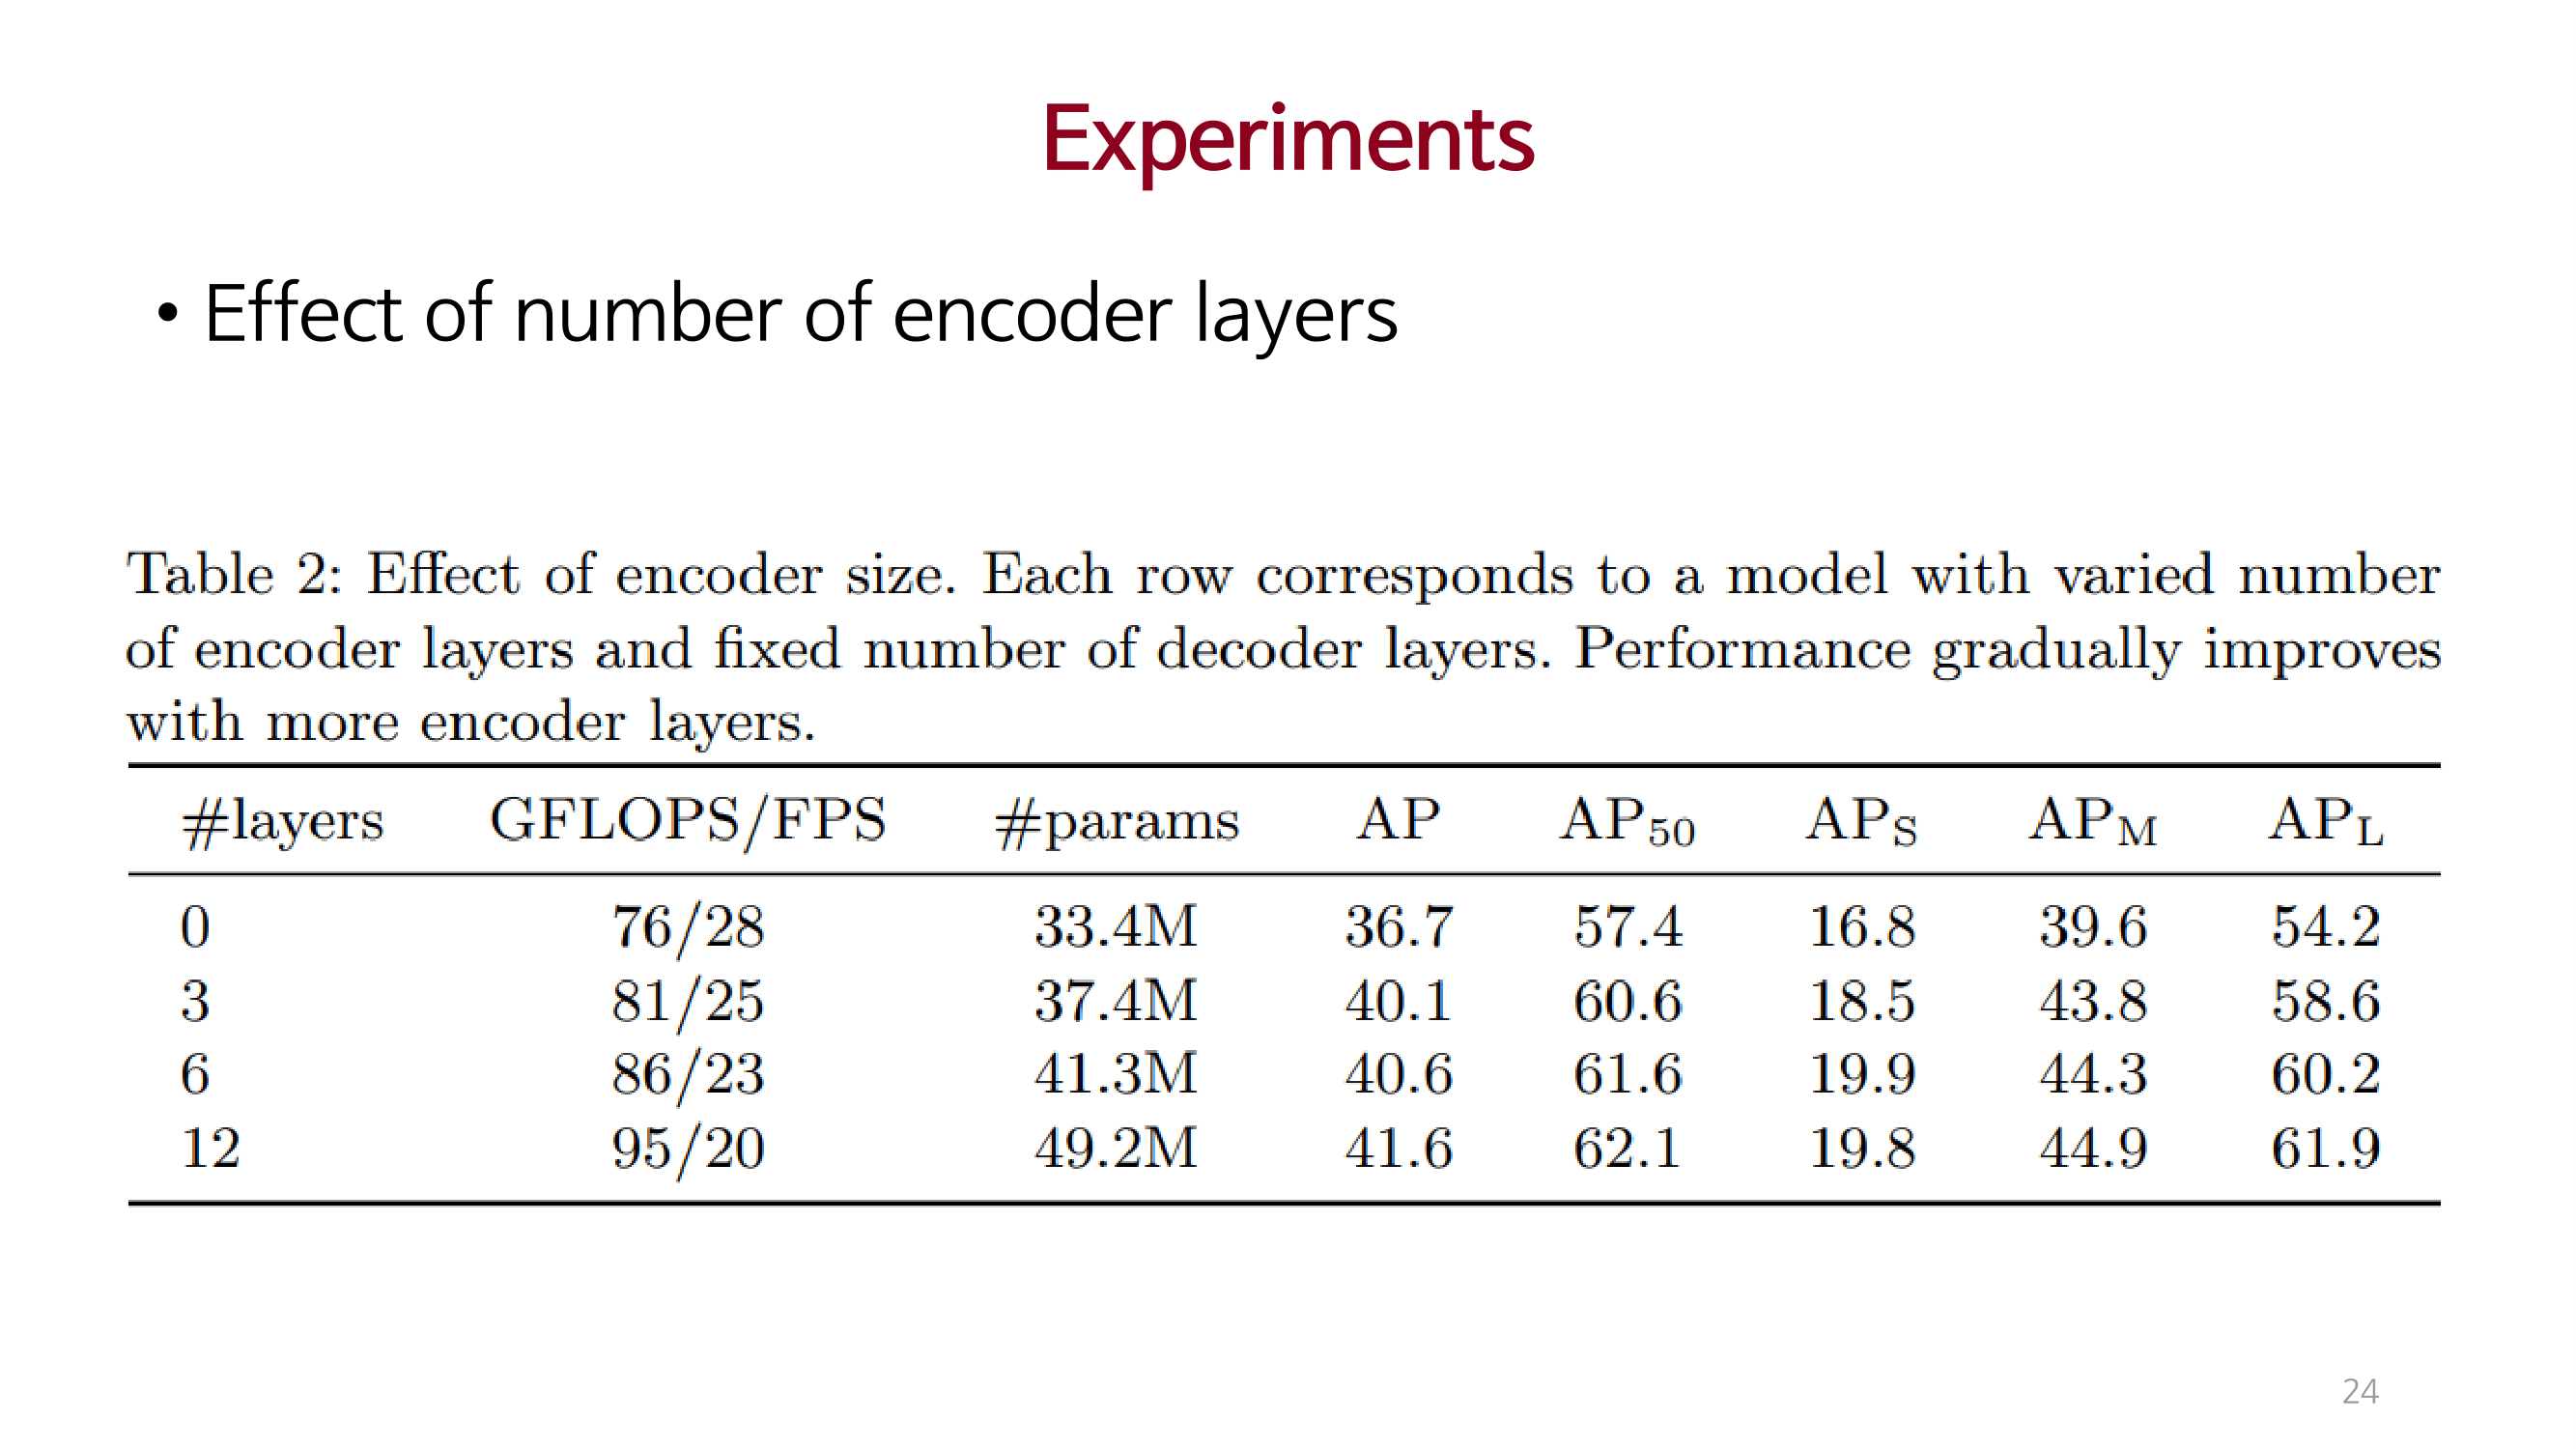 Experiments
• Effect of number of encoder layers
Table 2: Effect of encoder size. Each row corresponds to a model with varied number
of encoder layers and fixed number of decoder layers. Performance gradually improves
with more encoder layers.
#layers GFLOPS/FPS #params AP AP50 APS APM APL
0 76/28 33.4M 36.7 57.4 16.8 39.6 54.2
3 81/25 37.4M 40.1 60.6 18.5 43.8 58.6
6 86/23 41.3M 40.6 61.6 19.9 44.3 60.2
12 95/20 49.2M 41.6 62.1 19.8 44.9 61.9
24